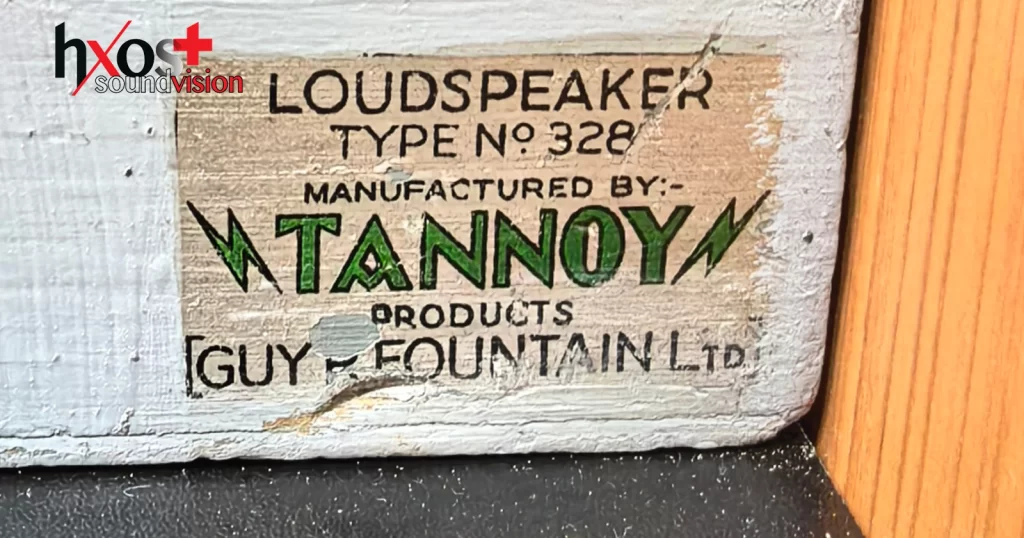 hxos+
soundvision
LOUDSPEAKER
TYPE Nº 328
MANUFACTURED BY:-
TANNOY
PRODUCTS
[GUY R. FOUNTAIN LTD.]